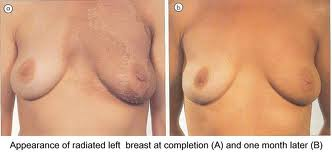 a
b
Appearance of radiated left breast at completion (A) and one month later (B)